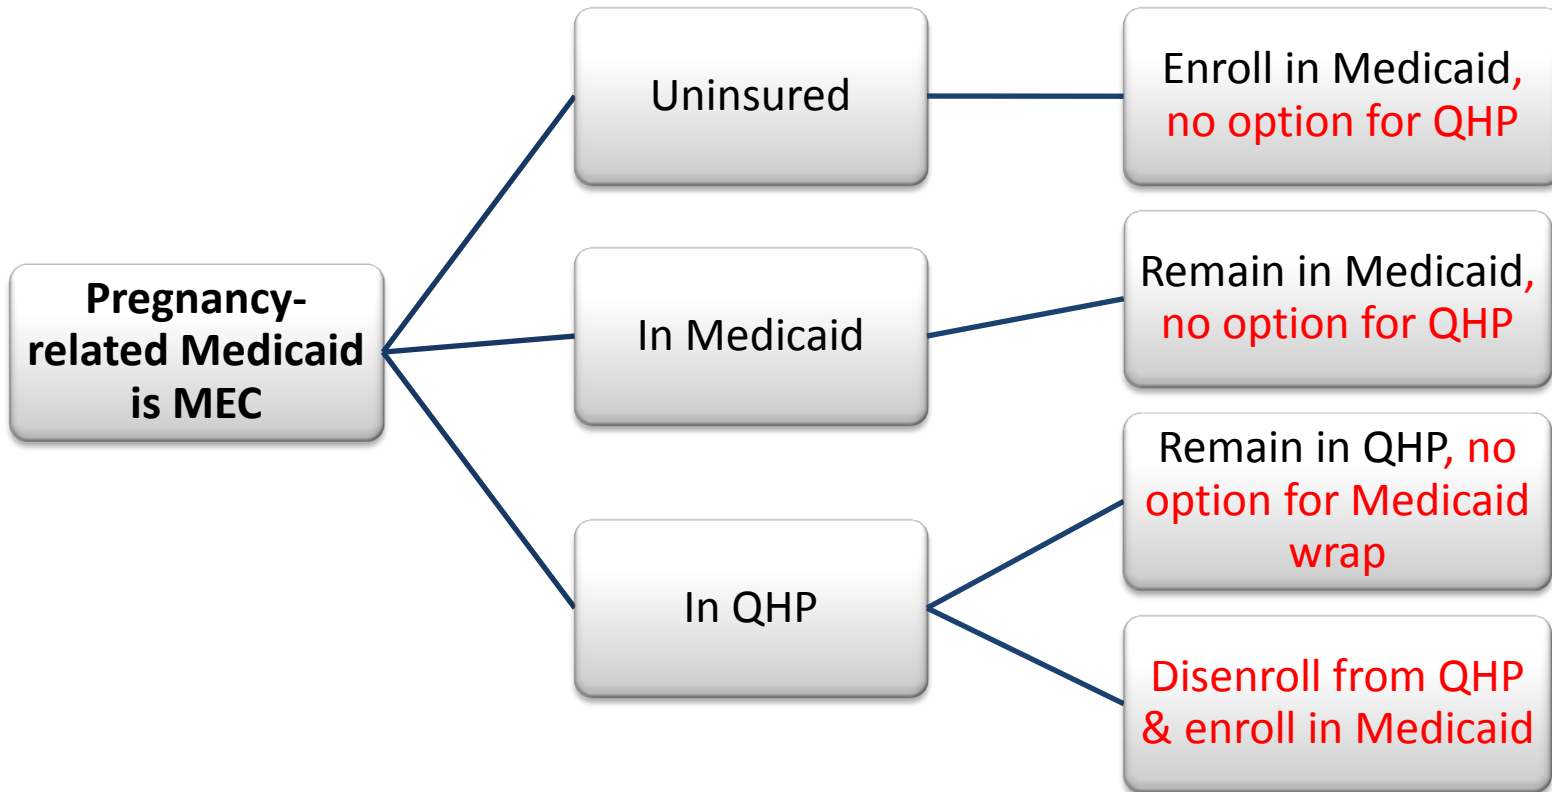 Pregnancy-
related Medicaid
is MEC
Uninsured
Enroll in Medicaid,
no option for QHP
In Medicaid
Remain in Medicaid,
no option for QHP
In QHP
Remain in QHP, no
option for Medicaid
wrap
Disenroll from QHP
& enroll in Medicaid